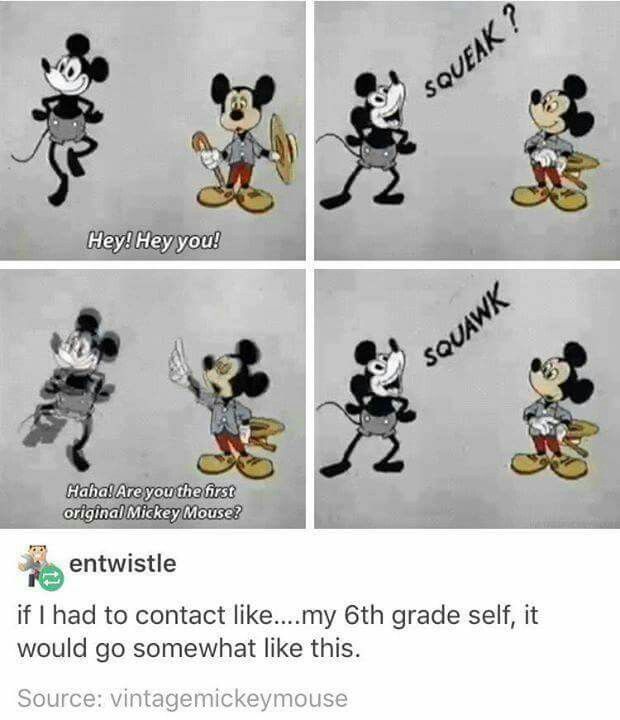 Hey! Hey you!
SQUEAK?
Haha! Are you the first
original Mickey Mouse?
SQUAWK
entwistle
if I had to contact like....my 6th grade self, it
would go somewhat like this.
Source: vintagemickeymouse